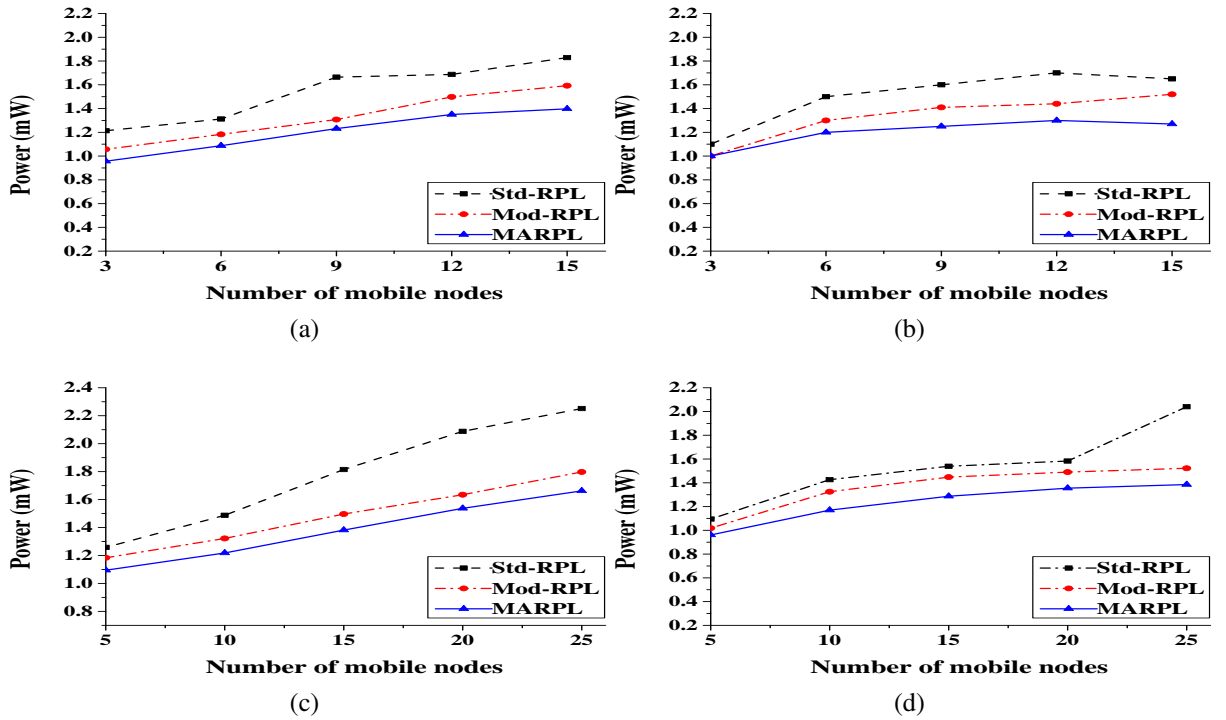 2.2
2.0
1.8
1.6
1.4
1.2
1.0
0.8
0.6
0.4
0.2
Power (mW)
Std-RPL
Mod-RPL
MARPL
3 6 9 12 15
Number of mobile nodes
(a)
2.2
2.0
1.8
1.6
1.4
1.2
1.0
0.8
0.6
0.4
0.2
Power (mW)
Std-RPL
Mod-RPL
MARPL
3 6 9 12 15
Number of mobile nodes
(b)
2.4
2.2
2.0
1.8
1.6
1.4
1.2
1.0
0.8
Power (mW)
Std-RPL
Mod-RPL
MARPL
5 10 15 20 25
Number of mobile nodes
(c)
2.2
2.0
1.8
1.6
1.4
1.2
1.0
0.8
0.6
0.4
0.2
Power (mW)
Std-RPL
Mod-RPL
MARPL
5 10 15 20 25
Number of mobile nodes
(d)